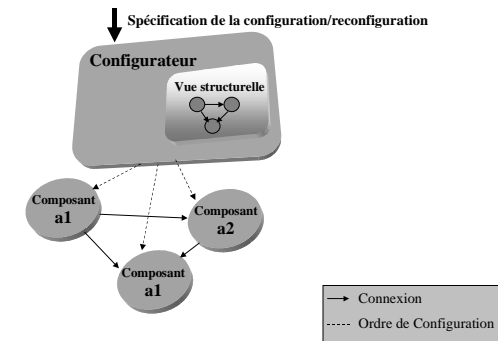 Spécification de la configuration/reconfiguration
Configurateur
Vue structurelle
Composant
a1
Composant
a2
Composant
a1
Connexion
Ordre de Configuration